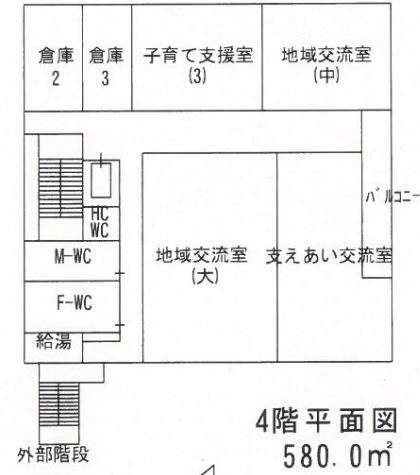 倉庫
2
倉庫
3
子育て支援室
(3)
地域交流室
(中)
バルコニー
HC
WC
M-WC
F-WC
給湯
地域交流室
(大)
支えあい交流室
外部階段
4階平面図
580.0㎡